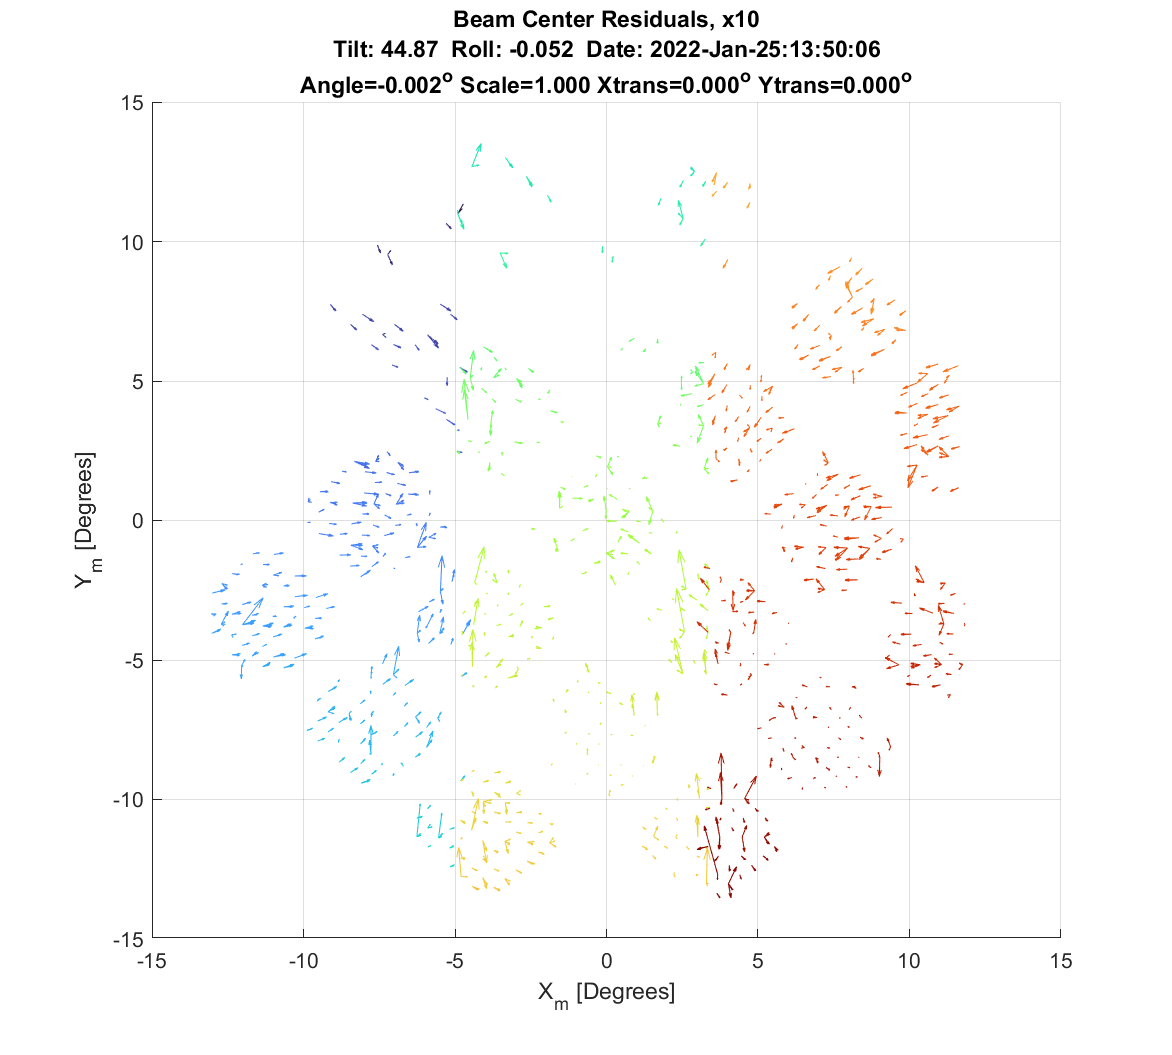 Beam Center Residuals, x10
Tilt: 44.87 Roll: -0.052 Date: 2022-Jan-25:13:50:06
Angle=-0.002° Scale=1.000 Xtrans=0.000° Ytrans=0.000°
15
10
5
0
-5
-10
-15
Y_m [Degrees]
-15 -10 -5 0 5 10 15
X_m [Degrees]